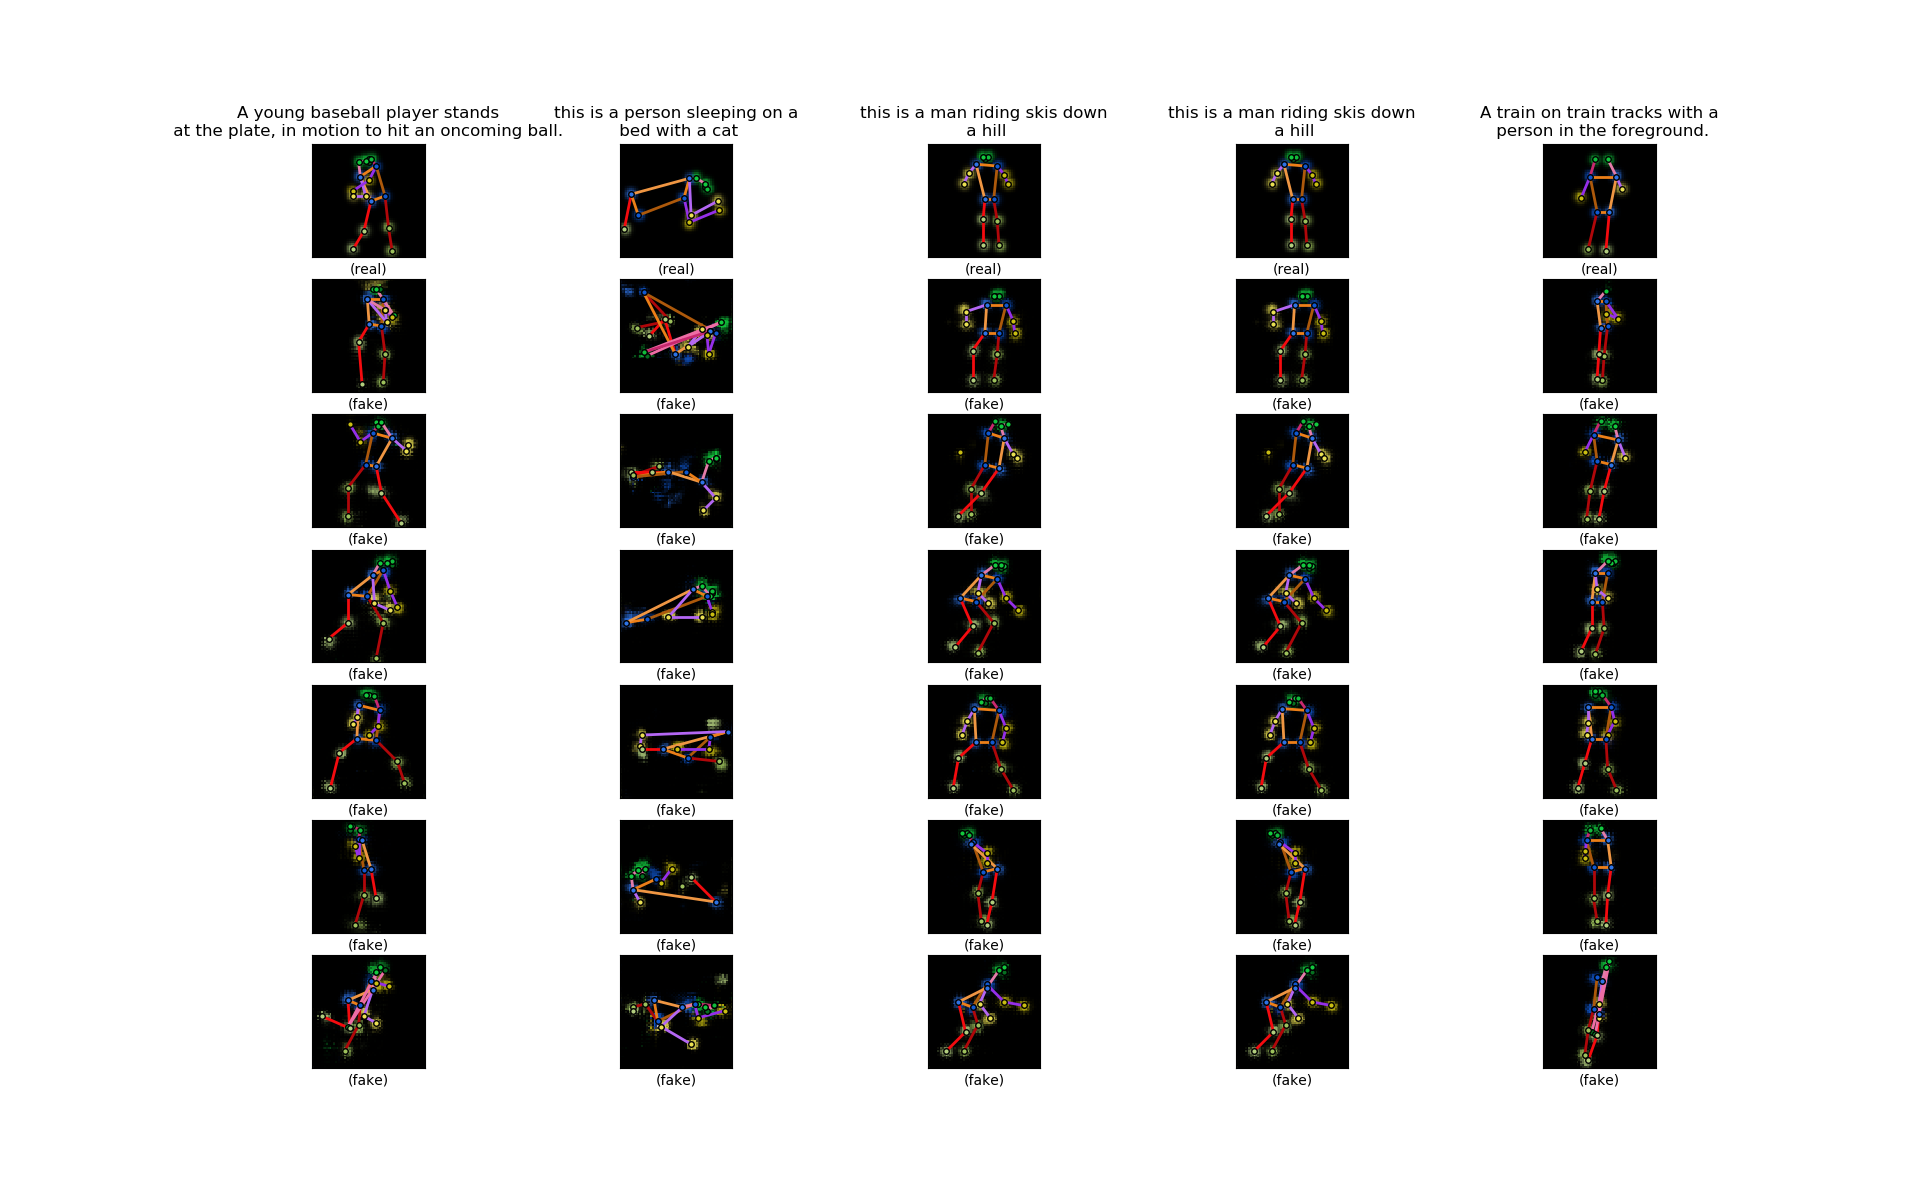 A young baseball player stands
at the plate, in motion to hit an oncoming ball.
this is a person sleeping on a
bed with a cat
this is a man riding skis down
a hill
this is a man riding skis down
a hill
A train on train tracks with a
person in the foreground.
(real) (real) (real) (real) (real)
(fake) (fake) (fake) (fake) (fake)
(fake) (fake) (fake) (fake) (fake)
(fake) (fake) (fake) (fake) (fake)
(fake) (fake) (fake) (fake) (fake)
(fake) (fake) (fake) (fake) (fake)
(fake) (fake) (fake) (fake) (fake)